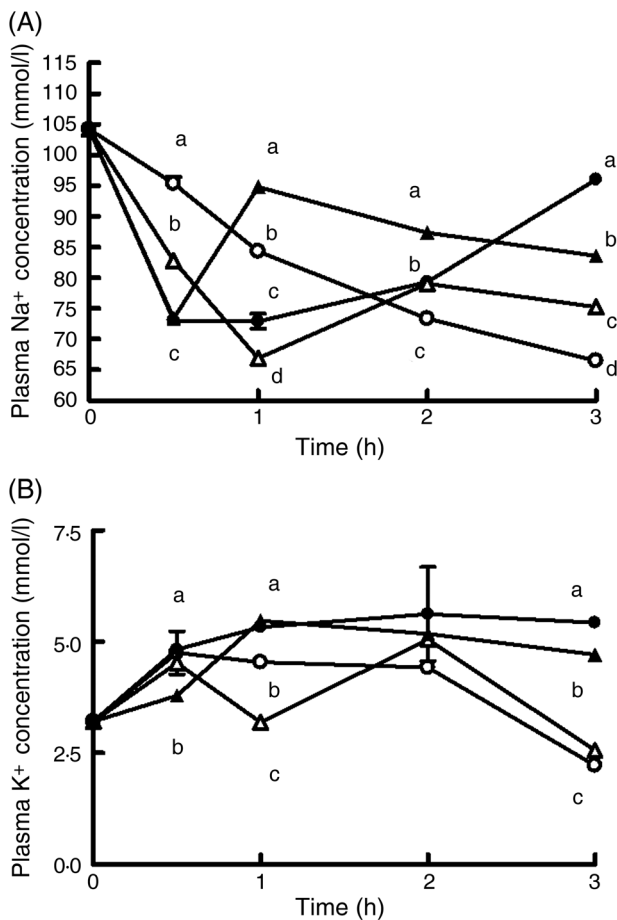 (A)
Plasma Na⁺ concentration (mmol/l)
115
110
105
100
95
90
85
80
75
70
65
60
a
b
c
a
b
c
d
a
b
c
a
b
c
d
0
1
2
3
Time (h)
(B)
Plasma K⁺ concentration (mmol/l)
7·5
5·0
2·5
0·0
a
b
a
b
c
a
b
c
0
1
2
3
Time (h)